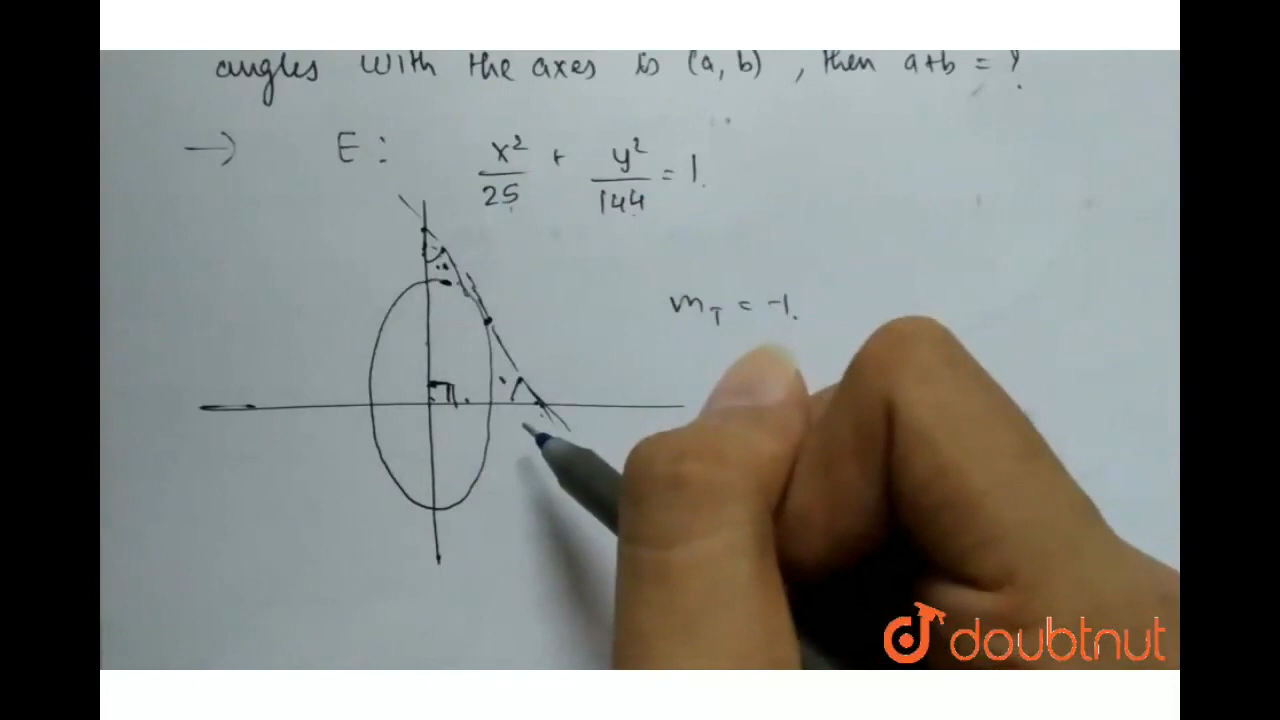 angles with the axes is (a, b), then a+b = ?
→ E: x²/25 + y²/144 = 1.
m_T = -1.
doubtnut